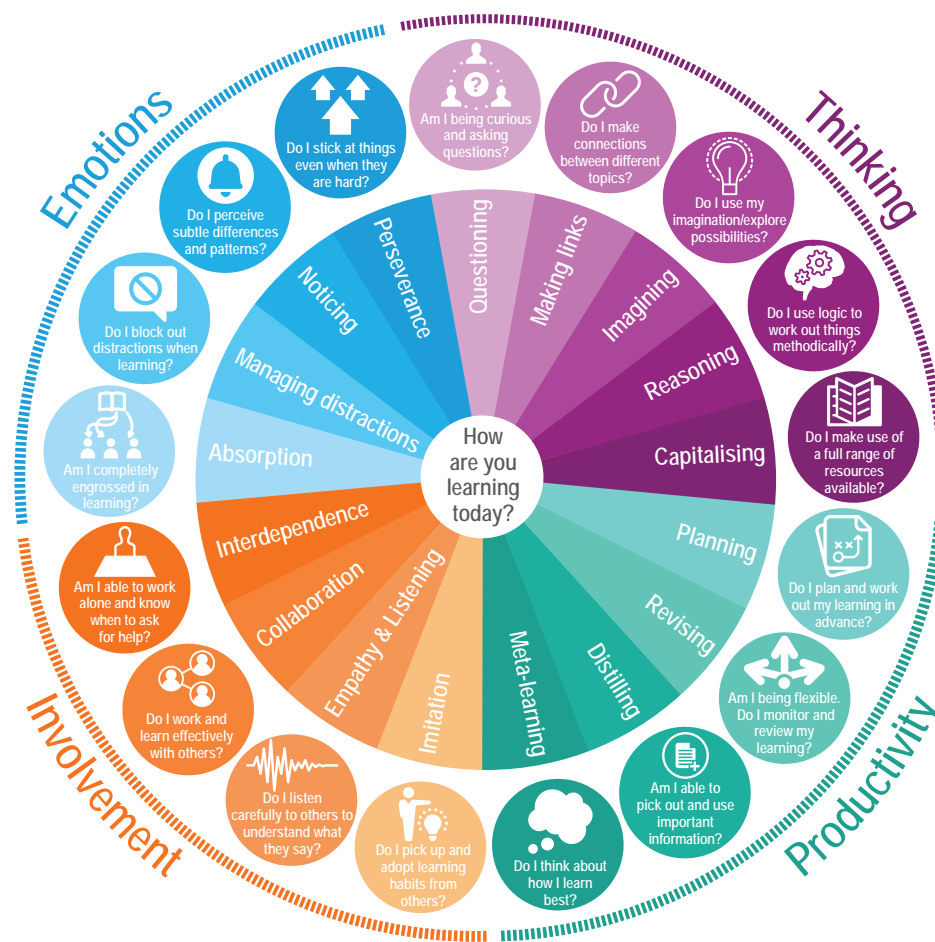 How
are you
learning
today?
Emotions
Thinking
Productivity
Involvement
Questioning
Making links
Imagining
Reasoning
Capitalising
Planning
Revising
Distilling
Meta-learning
Imitation
Empathy & Listening
Collaboration
Interdependence
Absorption
Managing distractions
Noticing
Perseverance
?
Am I being curious
and asking
questions?
Do I make
connections
between different
topics?
Do I use my
imagination/explore
possibilities?
Do I use logic to
work out things
methodically?
Do I make use of
a full range of
resources
available?
Do I plan and work
out my learning in
advance?
Am I being flexible.
Do I monitor and
review my
learning?
Am I able to
pick out and use
important
information?
Do I think about
how I learn
best?
Do I pick up and
adopt learning
habits from
others?
Do I listen
carefully to others to
understand what
they say?
Do I work and
learn effectively
with others?
Am I able to work
alone and know
when to ask
for help?
Am I completely
engrossed in
learning?
Do I block out
distractions when
learning?
Do I perceive
subtle differences
and patterns?
Do I stick at things
even when they
are hard?